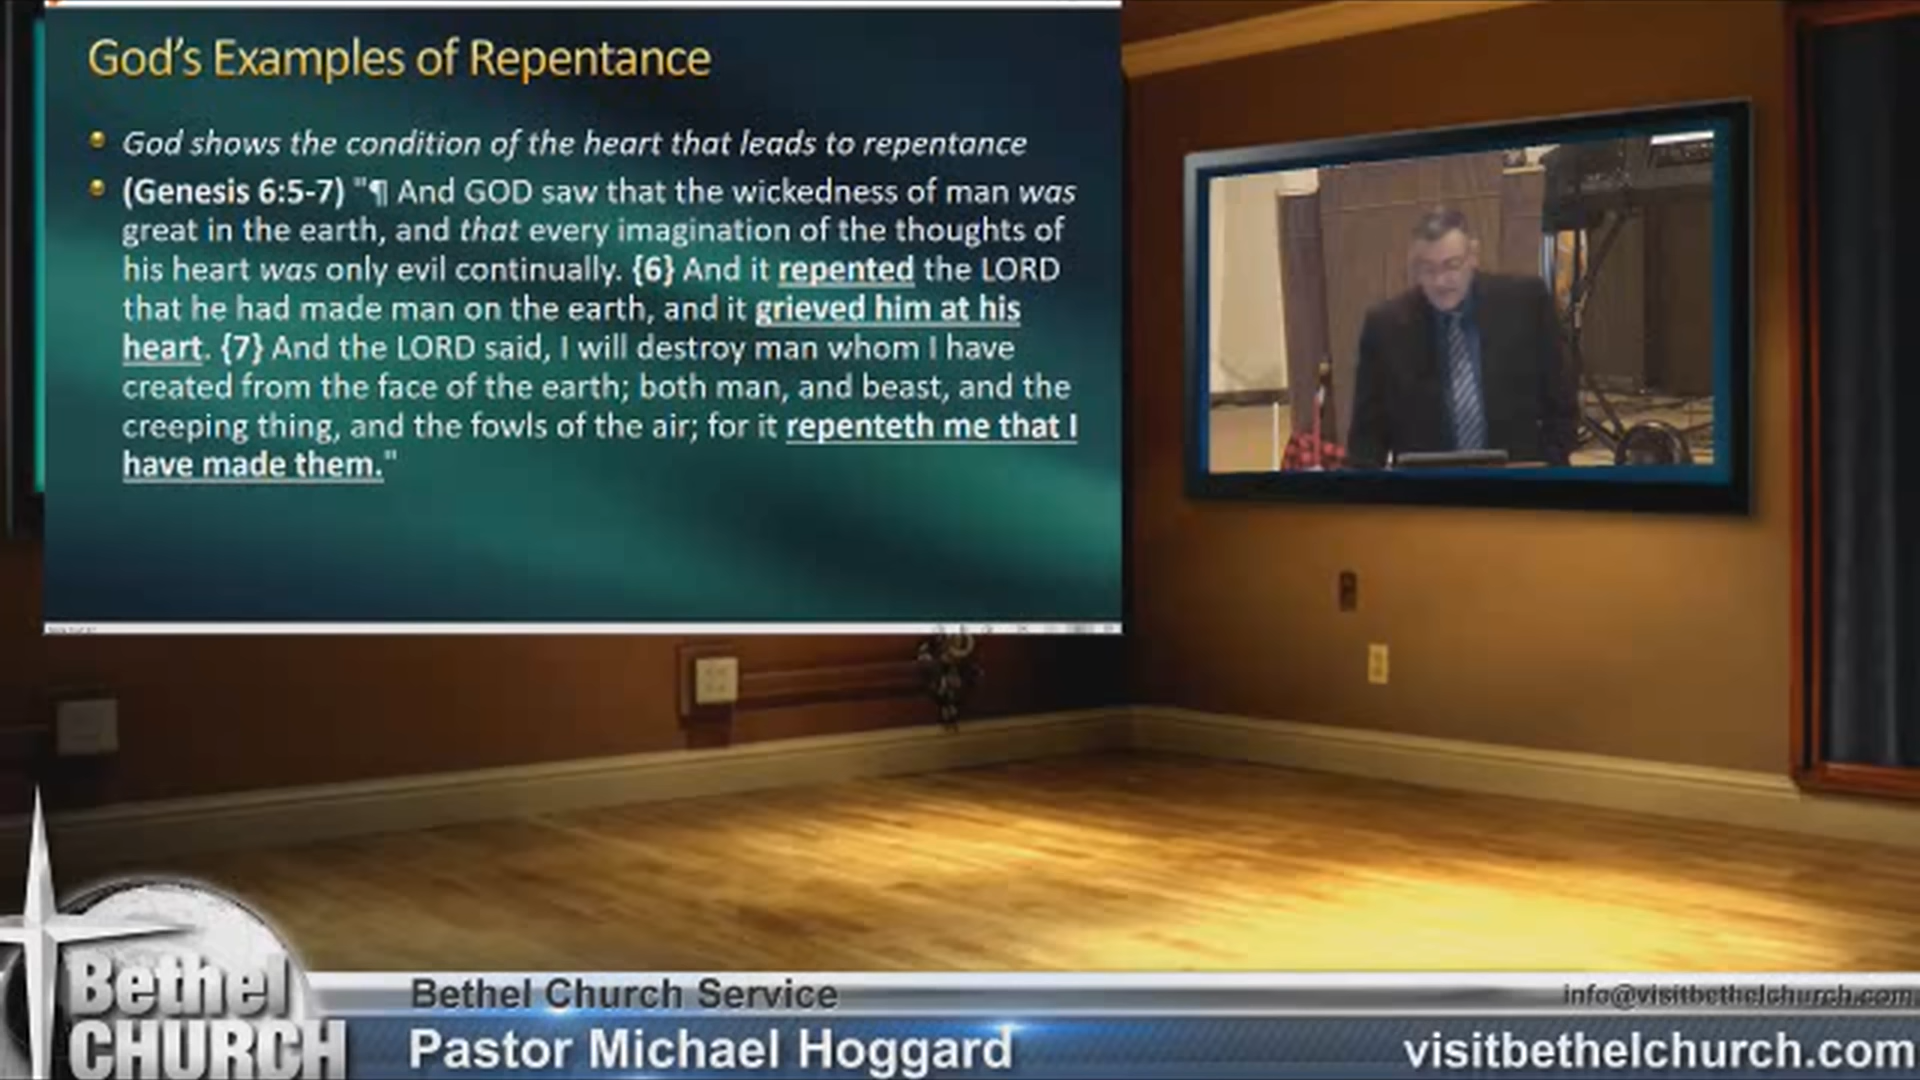 God's Examples of Repentance
God shows the condition of the heart that leads to repentance
(Genesis 6:5-7) "¶ And GOD saw that the wickedness of man was
great in the earth, and that every imagination of the thoughts of
his heart was only evil continually. {6} And it repented the LORD
that he had made man on the earth, and it grieved him at his
heart. {7} And the LORD said, I will destroy man whom I have
created from the face of the earth; both man, and beast, and the
creeping thing, and the fowls of the air; for it repenteth me that I
have made them."
Bethel
CHURCH
Bethel Church Service
info@visitbethelchurch.com
Pastor Michael Hoggard
visitbethelchurch.com